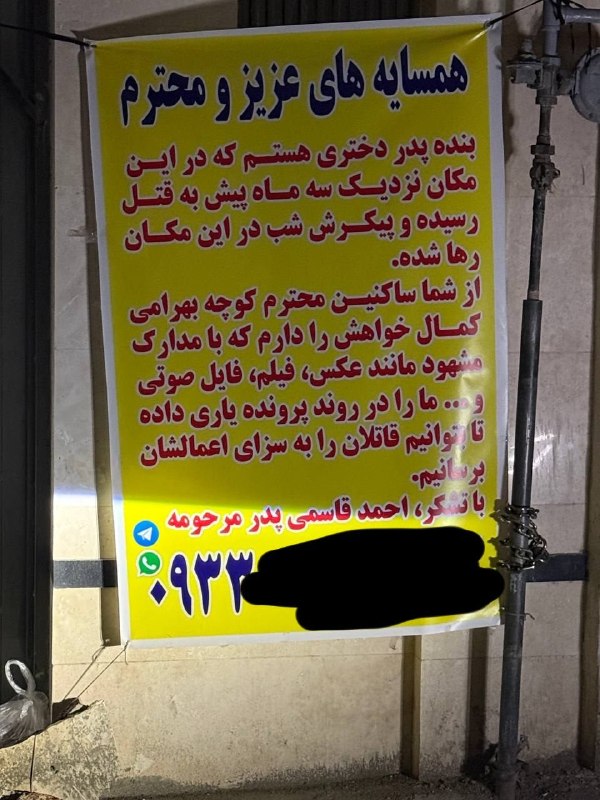 همسایه های عزیز و محترم
بنده پدر دختری هستم که در این
مکان نزدیک سه ماه پیش به قتل
رسیده و پیکرش شب در این مکان
رها شده.
از شما ساکنین محترم کوچه بهرامی
کمال خواهش را دارم که با مدارک
مشهود مانند عکس، فیلم، فایل صوتی
و... ما را در روند پرونده یاری داده
تا بتوانیم قاتلان را به سزای اعمالشان
برسانیم.
با تشکر، احمد قاسمی پدر مرحومه
۰۹۳۳